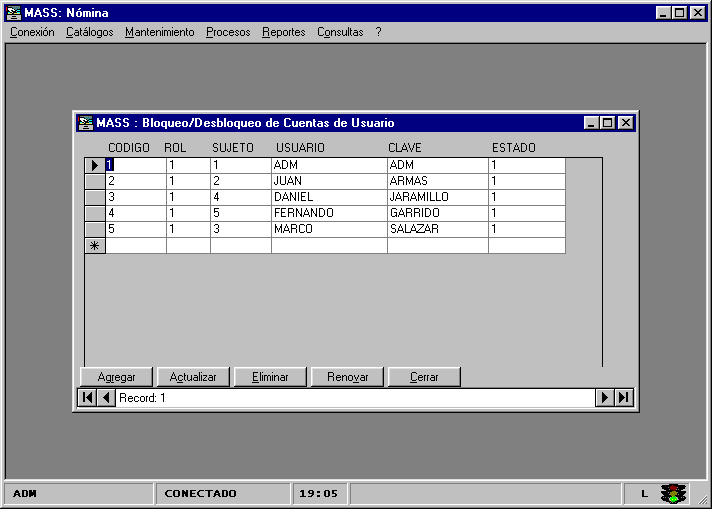 MASS: Nómina
Conexión Catálogos Mantenimiento Procesos Reportes Consultas ?
MASS : Bloqueo/Desbloqueo de Cuentas de Usuario
CODIGO ROL SUJETO USUARIO CLAVE ESTADO
1 1 1 ADM ADM 1
2 1 2 JUAN ARMAS 1
3 1 4 DANIEL JARAMILLO 1
4 1 5 FERNANDO GARRIDO 1
5 1 3 MARCO SALAZAR 1
Agregar Actualizar Eliminar Renovar Cerrar
Record: 1
ADM CONECTADO 19:05 L